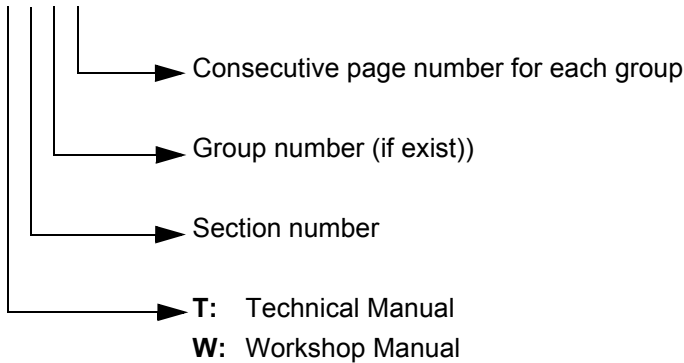 Consecutive page number for each group
Group number (if exist))
Section number
T: Technical Manual
W: Workshop Manual